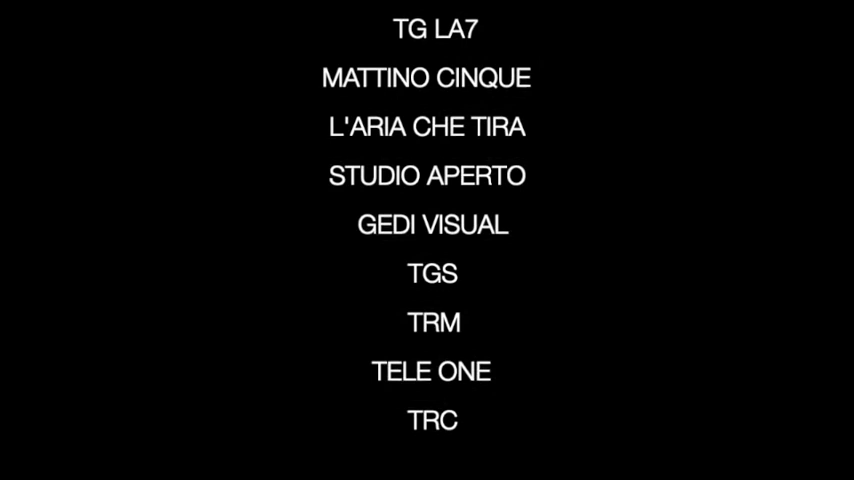 TG LA7
MATTINO CINQUE
L'ARIA CHE TIRA
STUDIO APERTO
GEDI VISUAL
TGS
TRM
TELE ONE
TRC